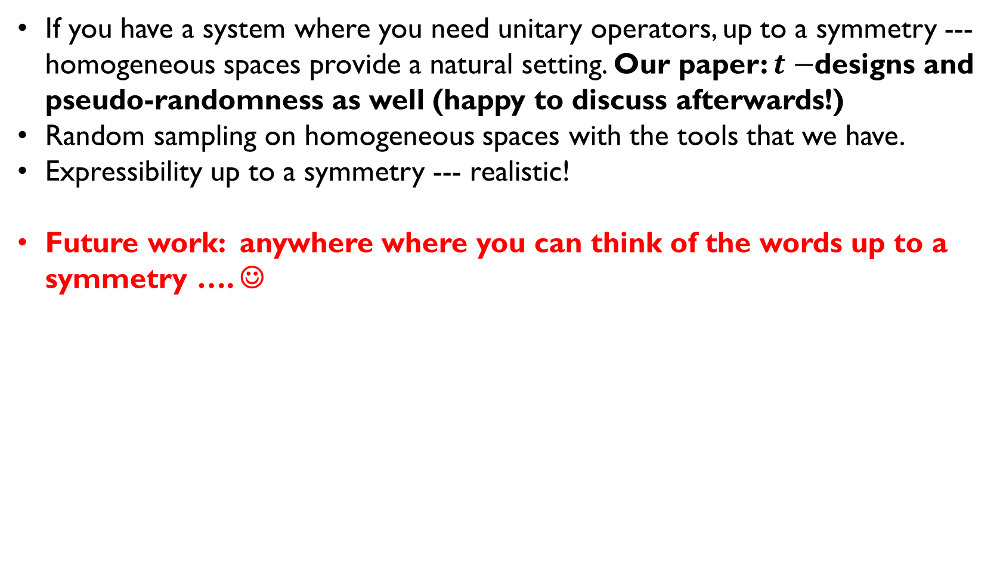 • If you have a system where you need unitary operators, up to a symmetry ---
homogeneous spaces provide a natural setting. Our paper: t −designs and
pseudo-randomness as well (happy to discuss afterwards!)
• Random sampling on homogeneous spaces with the tools that we have.
• Expressibility up to a symmetry --- realistic!
• Future work:  anywhere where you can think of the words up to a
symmetry …. ☺